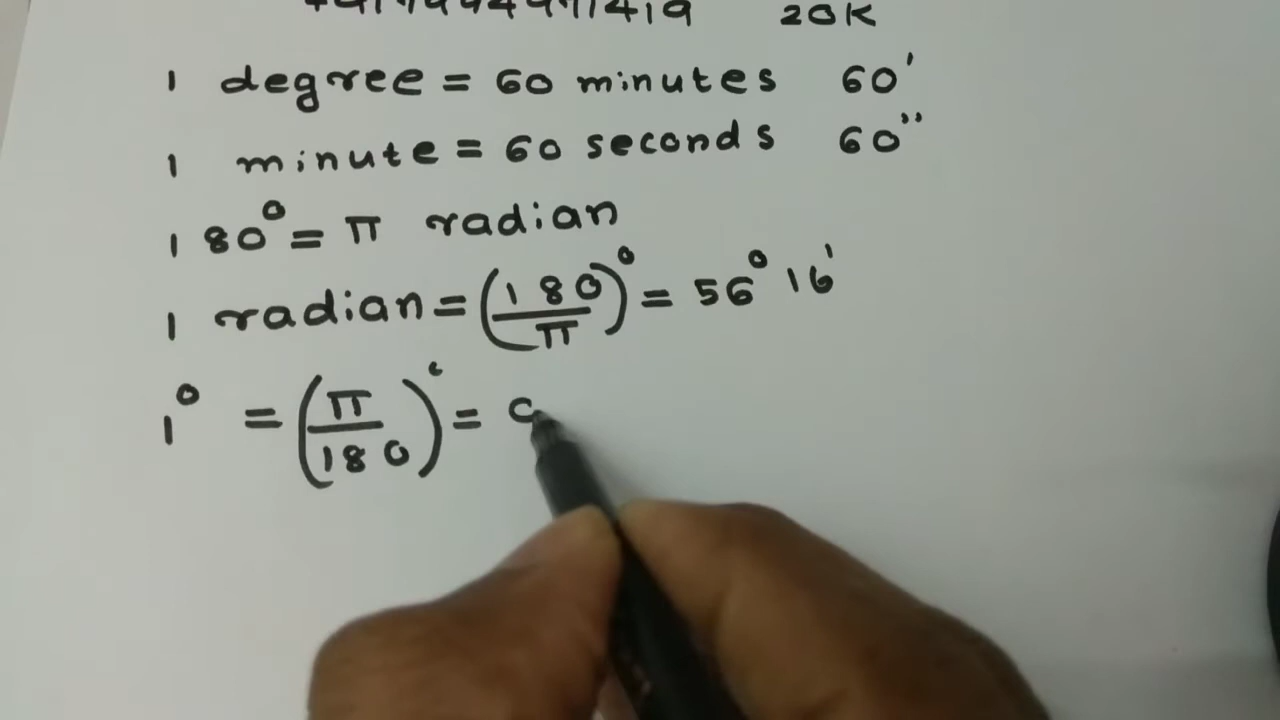 20K
1 degree = 60 minutes 60'
1 minute = 60 seconds 60''
180° = π radian
1 radian = (180/π)° = 56° 16'
1° = (π/180)ᶜ =